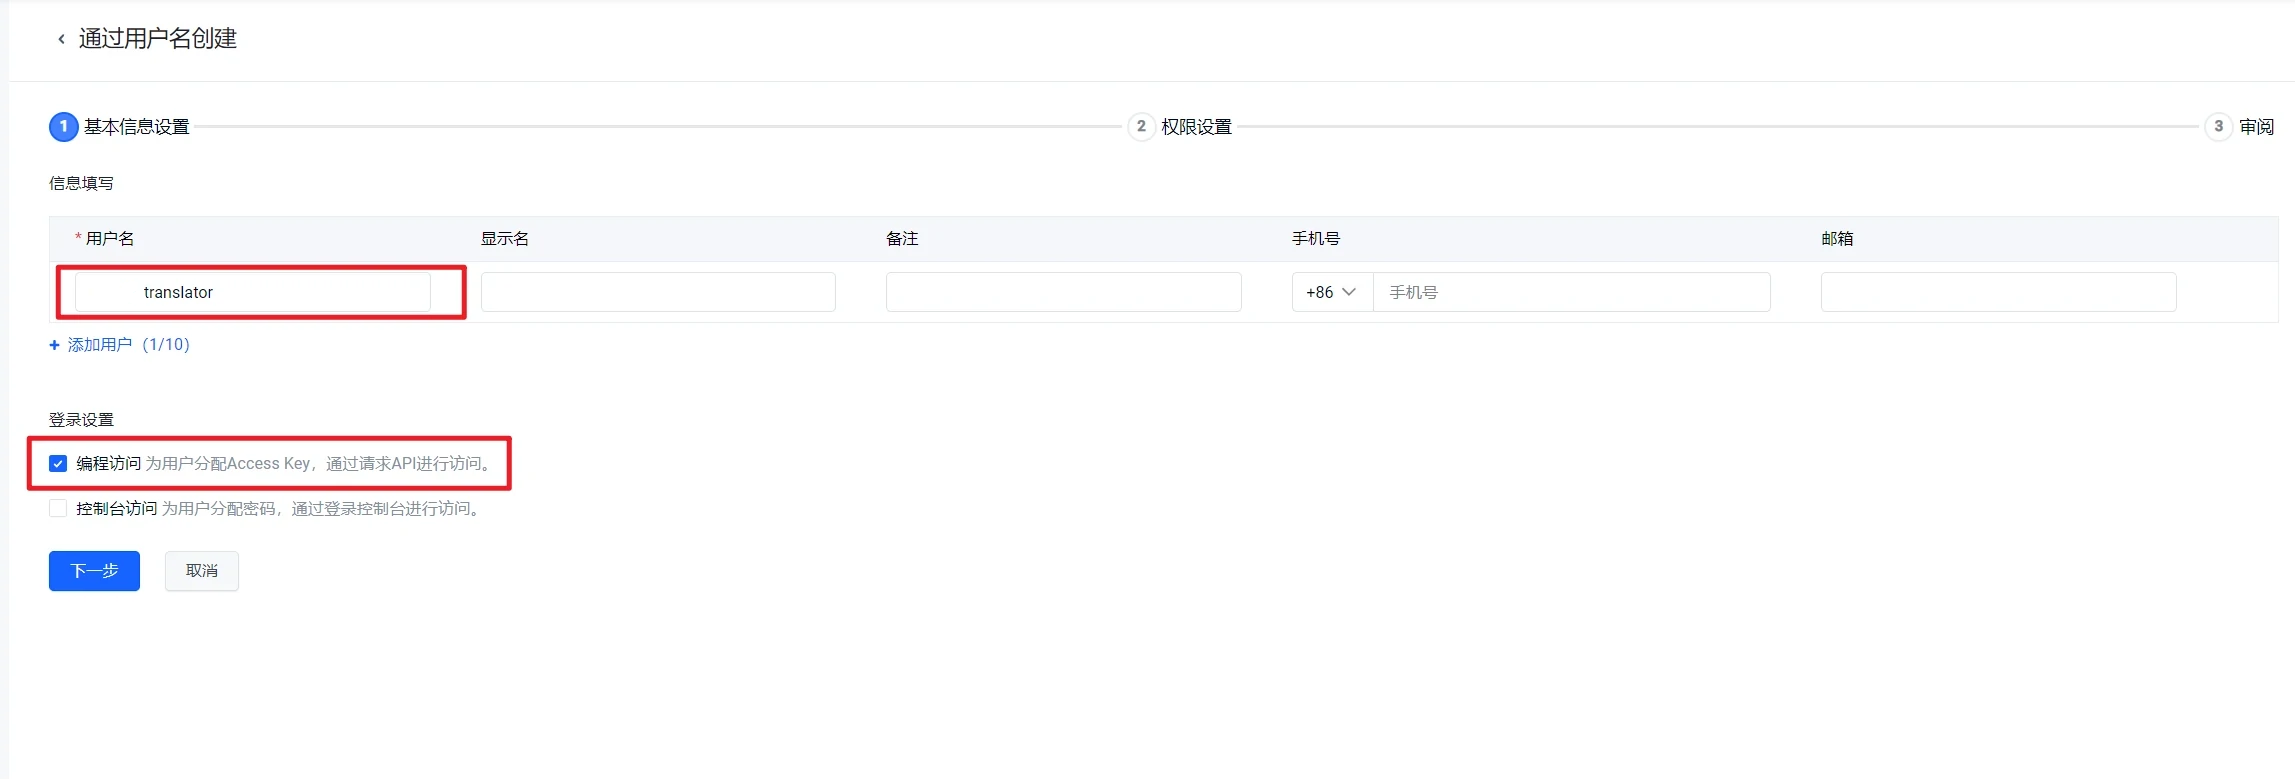 通过用户名创建
1 基本信息设置 2 权限设置 3 审阅
信息填写
* 用户名 显示名 备注 手机号 邮箱
translator +86 手机号
+ 添加用户 (1/10)
登录设置
编程访问 为用户分配Access Key，通过请求API进行访问。
控制台访问 为用户分配密码，通过登录控制台进行访问。
下一步 取消